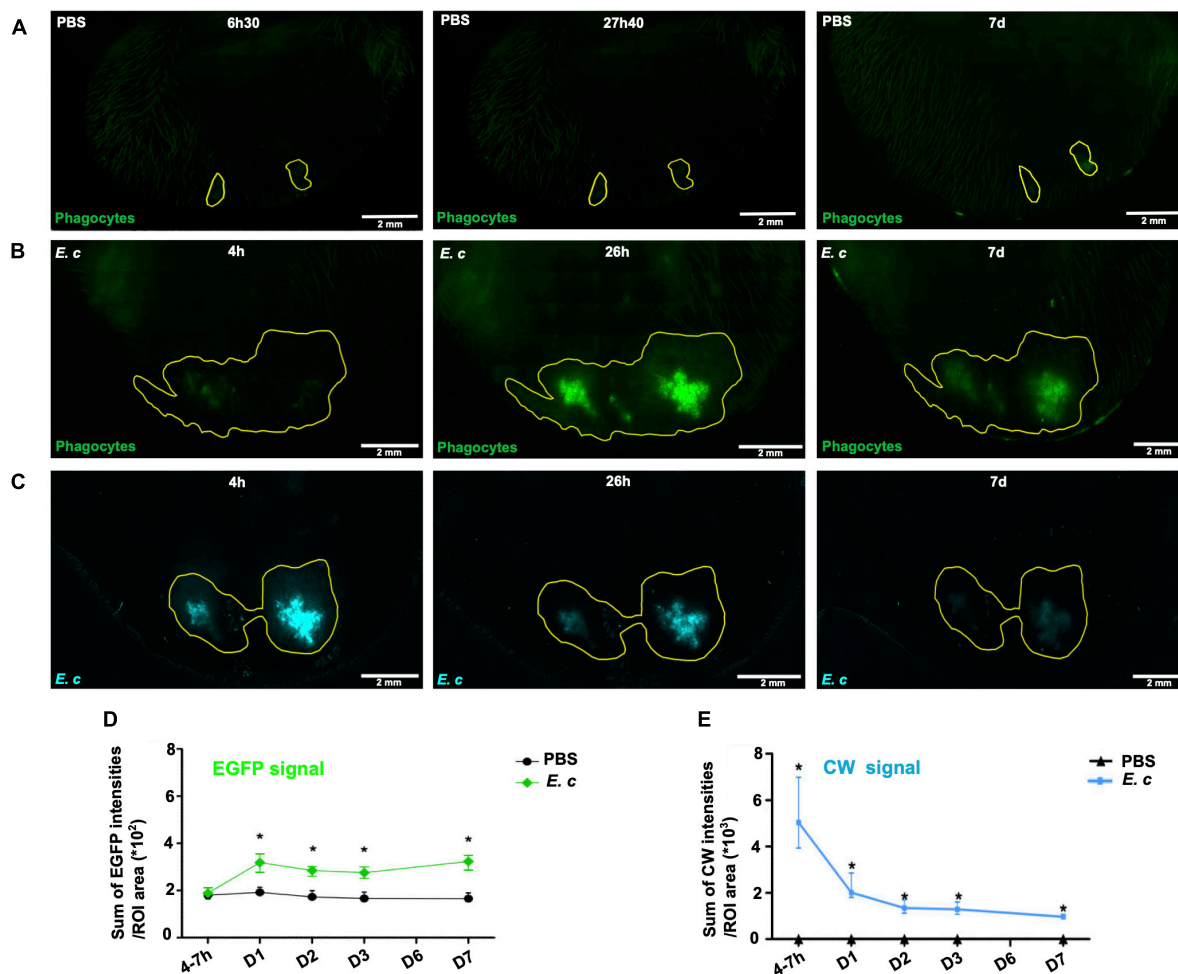 A
PBS
6h30
Phagocytes
2 mm
PBS
27h40
2 mm
PBS
7d
Phagocytes
2 mm
B
E. c
4h
Phagocytes
2 mm
26h
Phagocytes
2 mm
7d
Phagocytes
2 mm
C
4h
E. c
2 mm
26h
2 mm
7d
E. c
2 mm
D
Sum of EGFP intensities
/ROI area (*10²)
8
6
4
2
0
EGFP signal
* * * *
4-7h D1 D2 D3 D6 D7
PBS
E. c
E
Sum of CW intensities
/ROI area (*10³)
8
6
4
2
0
CW signal
* * * * *
4-7h D1 D2 D3 D6 D7
PBS
E. c